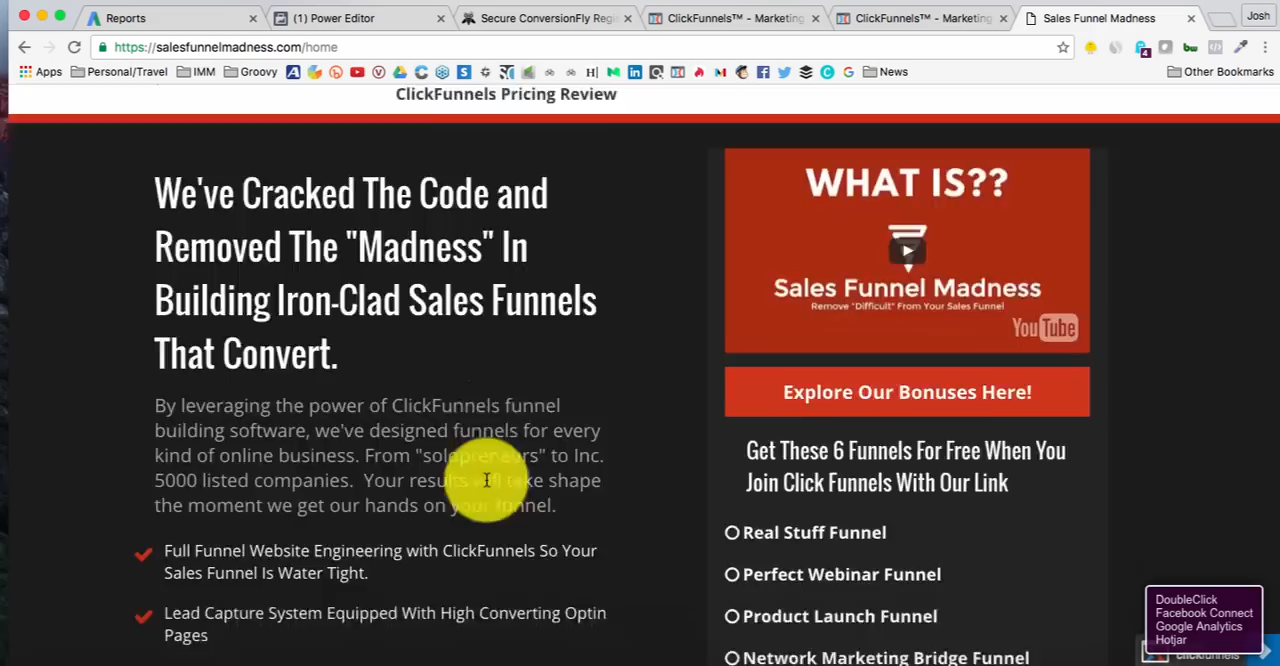 Reports
(1) Power Editor
Secure ConversionFly Regi
ClickFunnels™ - Marketing
ClickFunnels™ - Marketing
Sales Funnel Madness
Josh
https://salesfunnelmadness.com/home
Apps
Personal/Travel
IMM
Groovy
News
Other Bookmarks
ClickFunnels Pricing Review
We've Cracked The Code and
Removed The "Madness" In
Building Iron-Clad Sales Funnels
That Convert.
By leveraging the power of ClickFunnels funnel
building software, we've designed funnels for every
kind of online business. From "solopreneurs" to Inc.
5000 listed companies. Your results will take shape
the moment we get our hands on your funnel.
Full Funnel Website Engineering with ClickFunnels So Your
Sales Funnel Is Water Tight.
Lead Capture System Equipped With High Converting Optin
Pages
WHAT IS??
Sales Funnel Madness
Remove "Difficult" From Your Sales Funnel
YouTube
Explore Our Bonuses Here!
Get These 6 Funnels For Free When You
Join Click Funnels With Our Link
Real Stuff Funnel
Perfect Webinar Funnel
Product Launch Funnel
Network Marketing Bridge Funnel
DoubleClick
Facebook Connect
Google Analytics
Hotjar
clickfunnels